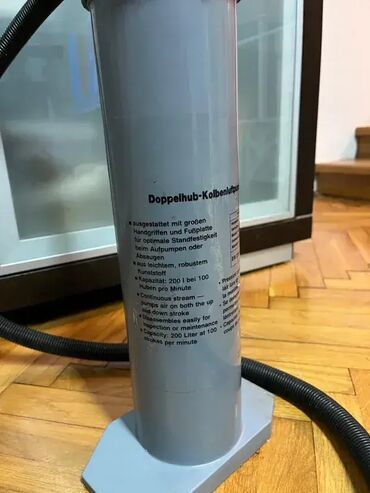 Doppelhub-Kolbenluftpum
• ausgestattet mit großen
Handgriffen und Fußplatte
für optimale Standfestigkeit
beim Aufpumpen oder
Absaugen
• aus leichtem, robustem
Kunststoff
• Kapazität: 200 l bei 100
Huben pro Minute
• Continuous stream —
pumps air on both the up
and down stroke
• Disassembles easily for
inspection or maintenance
• Capacity: 200 Liter at 100
strokes per minute